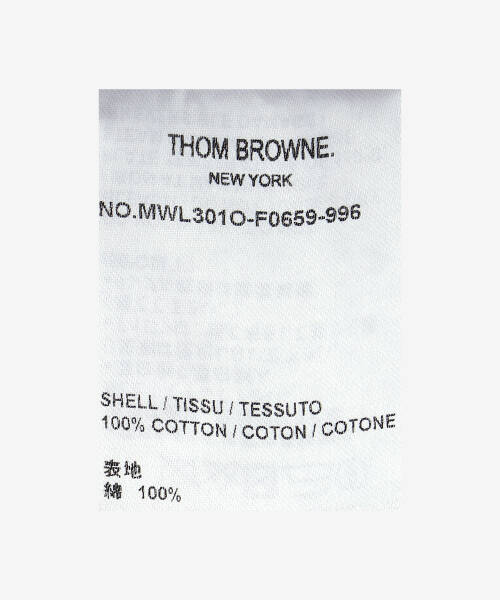 THOM BROWNE.
NEW YORK
NO.MWL301O-F0659-996
SHELL / TISSU / TESSUTO
100% COTTON / COTON / COTONE
表地
綿 100%